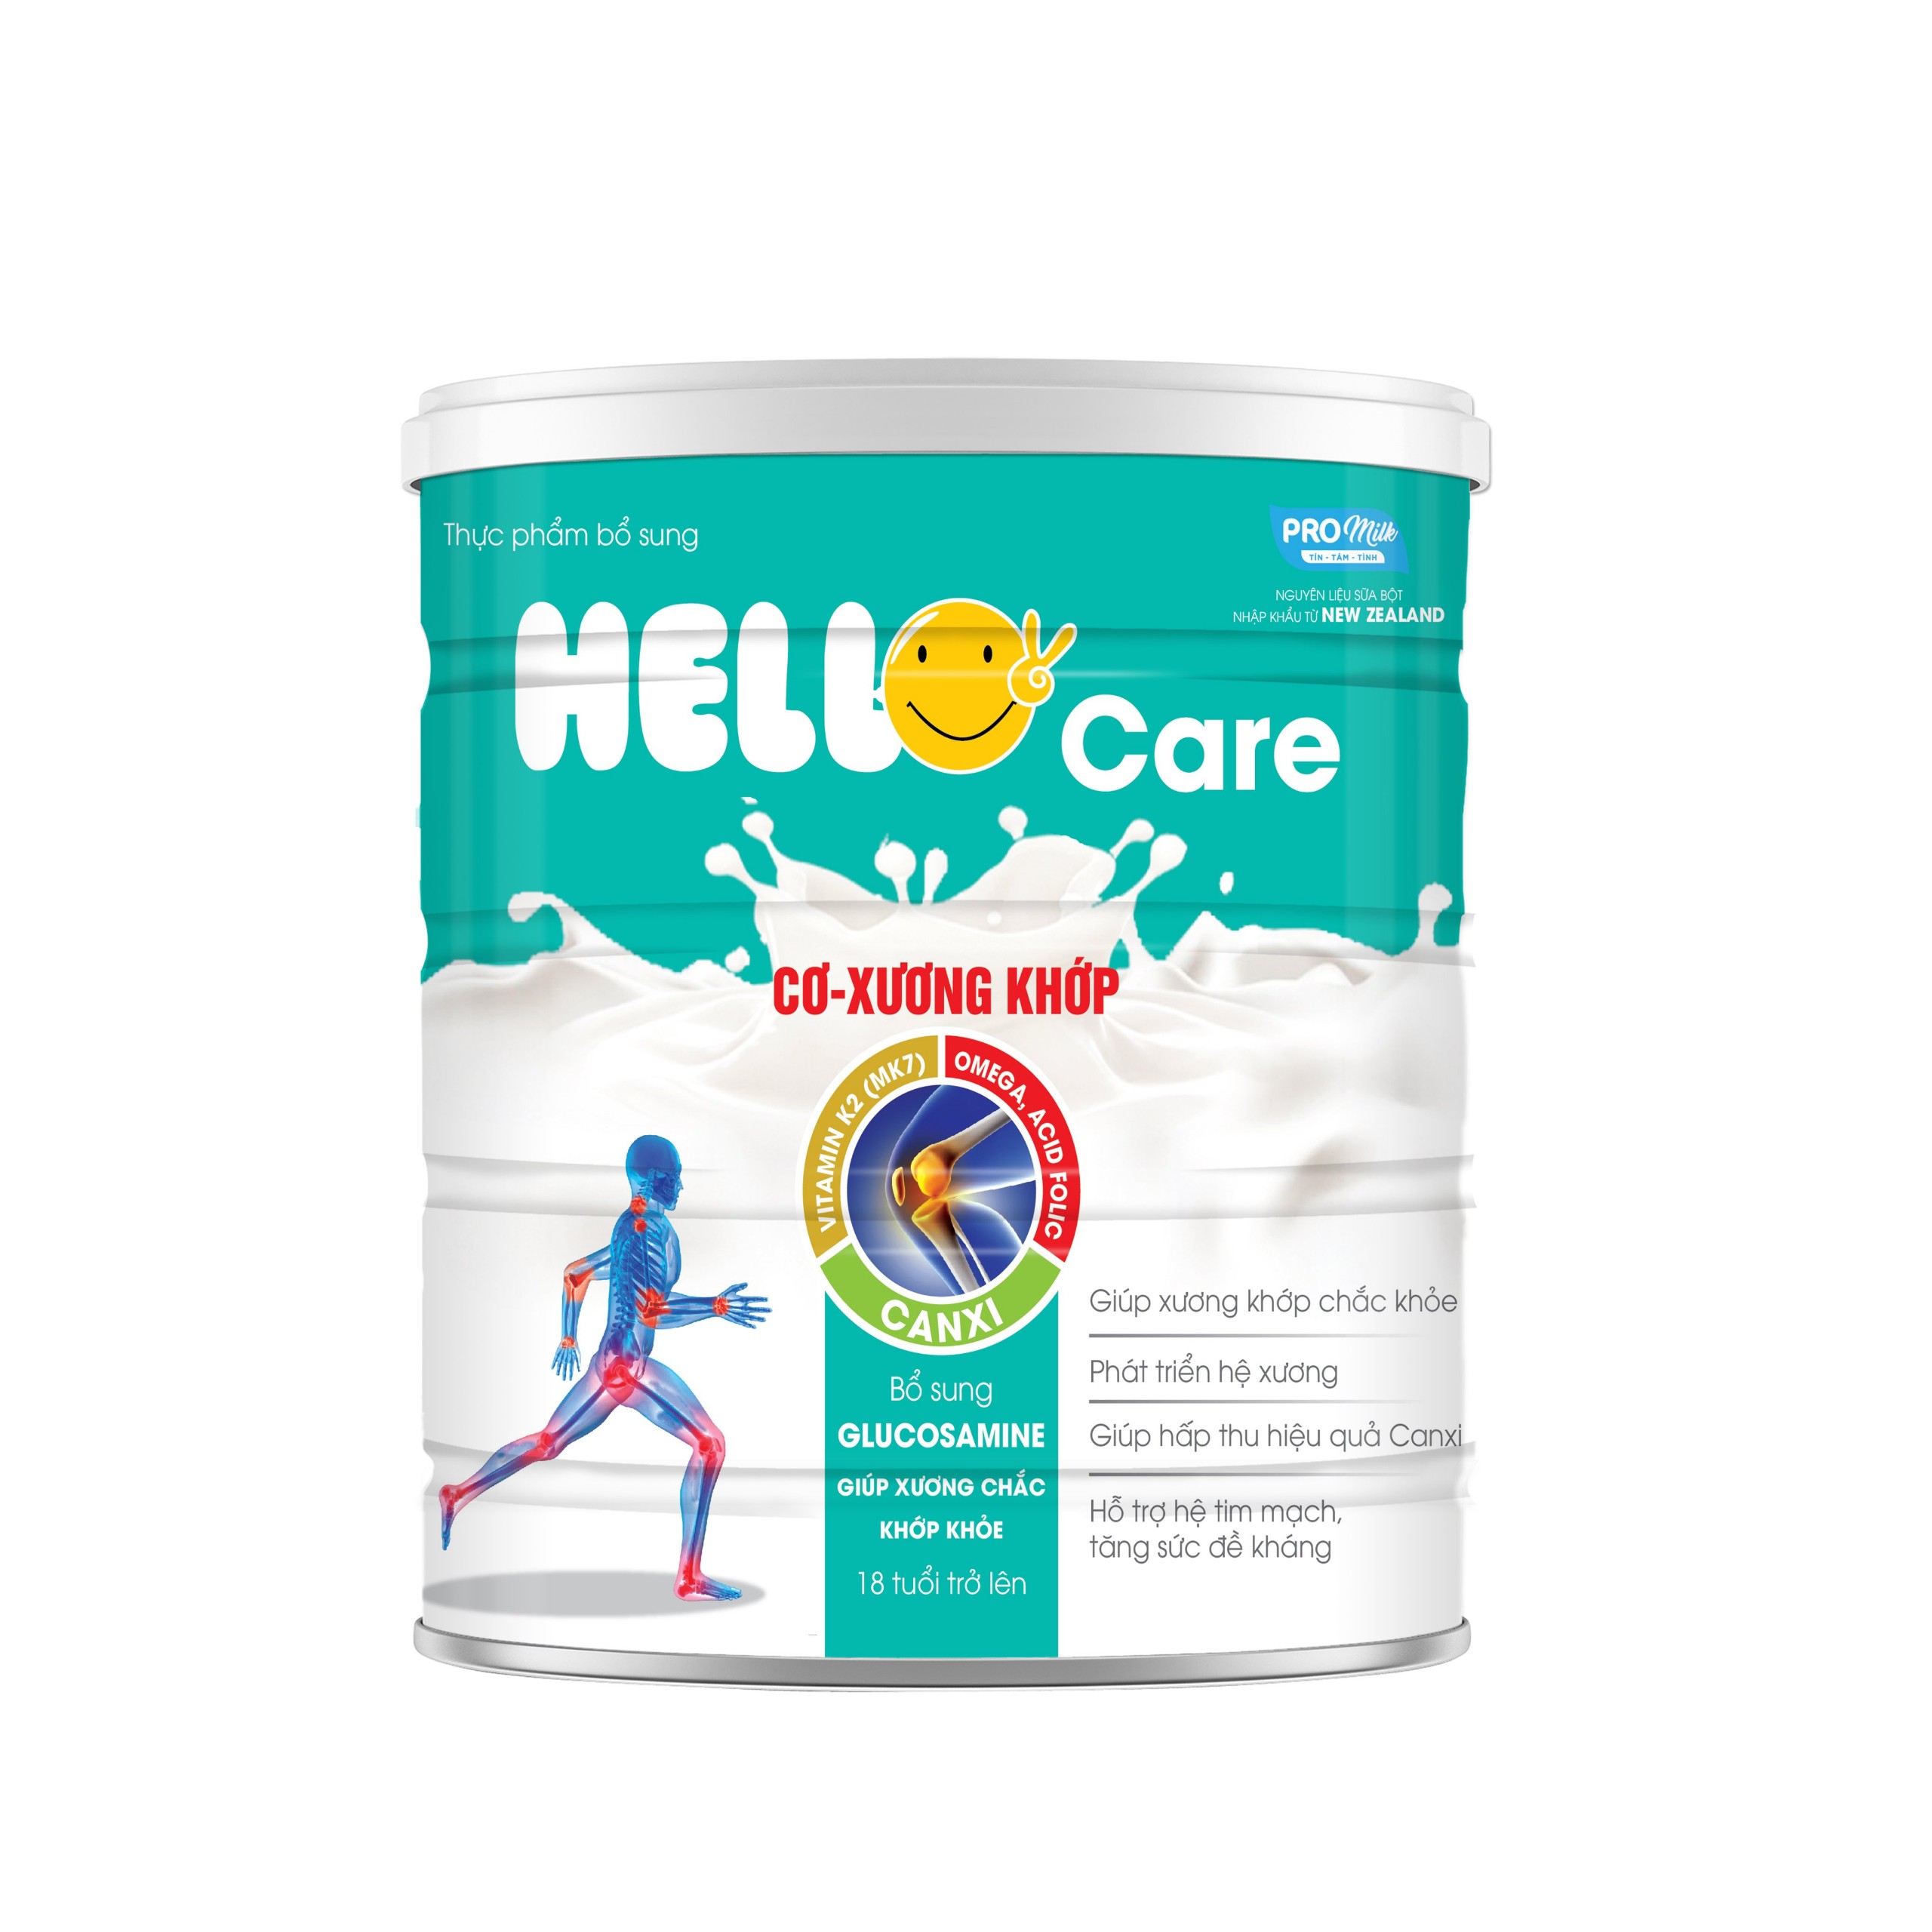 Thực phẩm bổ sung
PRO Milk
TÍN - TÂM - TÌNH
NGUYÊN LIỆU SỮA BỘT
NHẬP KHẨU TỪ NEW ZEALAND
HELLO Care
CƠ-XƯƠNG KHỚP
VITAMIN K2 (MK7)
OMEGA, ACID FOLIC
CANXI
Bổ sung
GLUCOSAMINE
GIÚP XƯƠNG CHẮC
KHỚP KHỎE
18 tuổi trở lên
Giúp xương khớp chắc khỏe
Phát triển hệ xương
Giúp hấp thu hiệu quả Canxi
Hỗ trợ hệ tim mạch,
tăng sức đề kháng